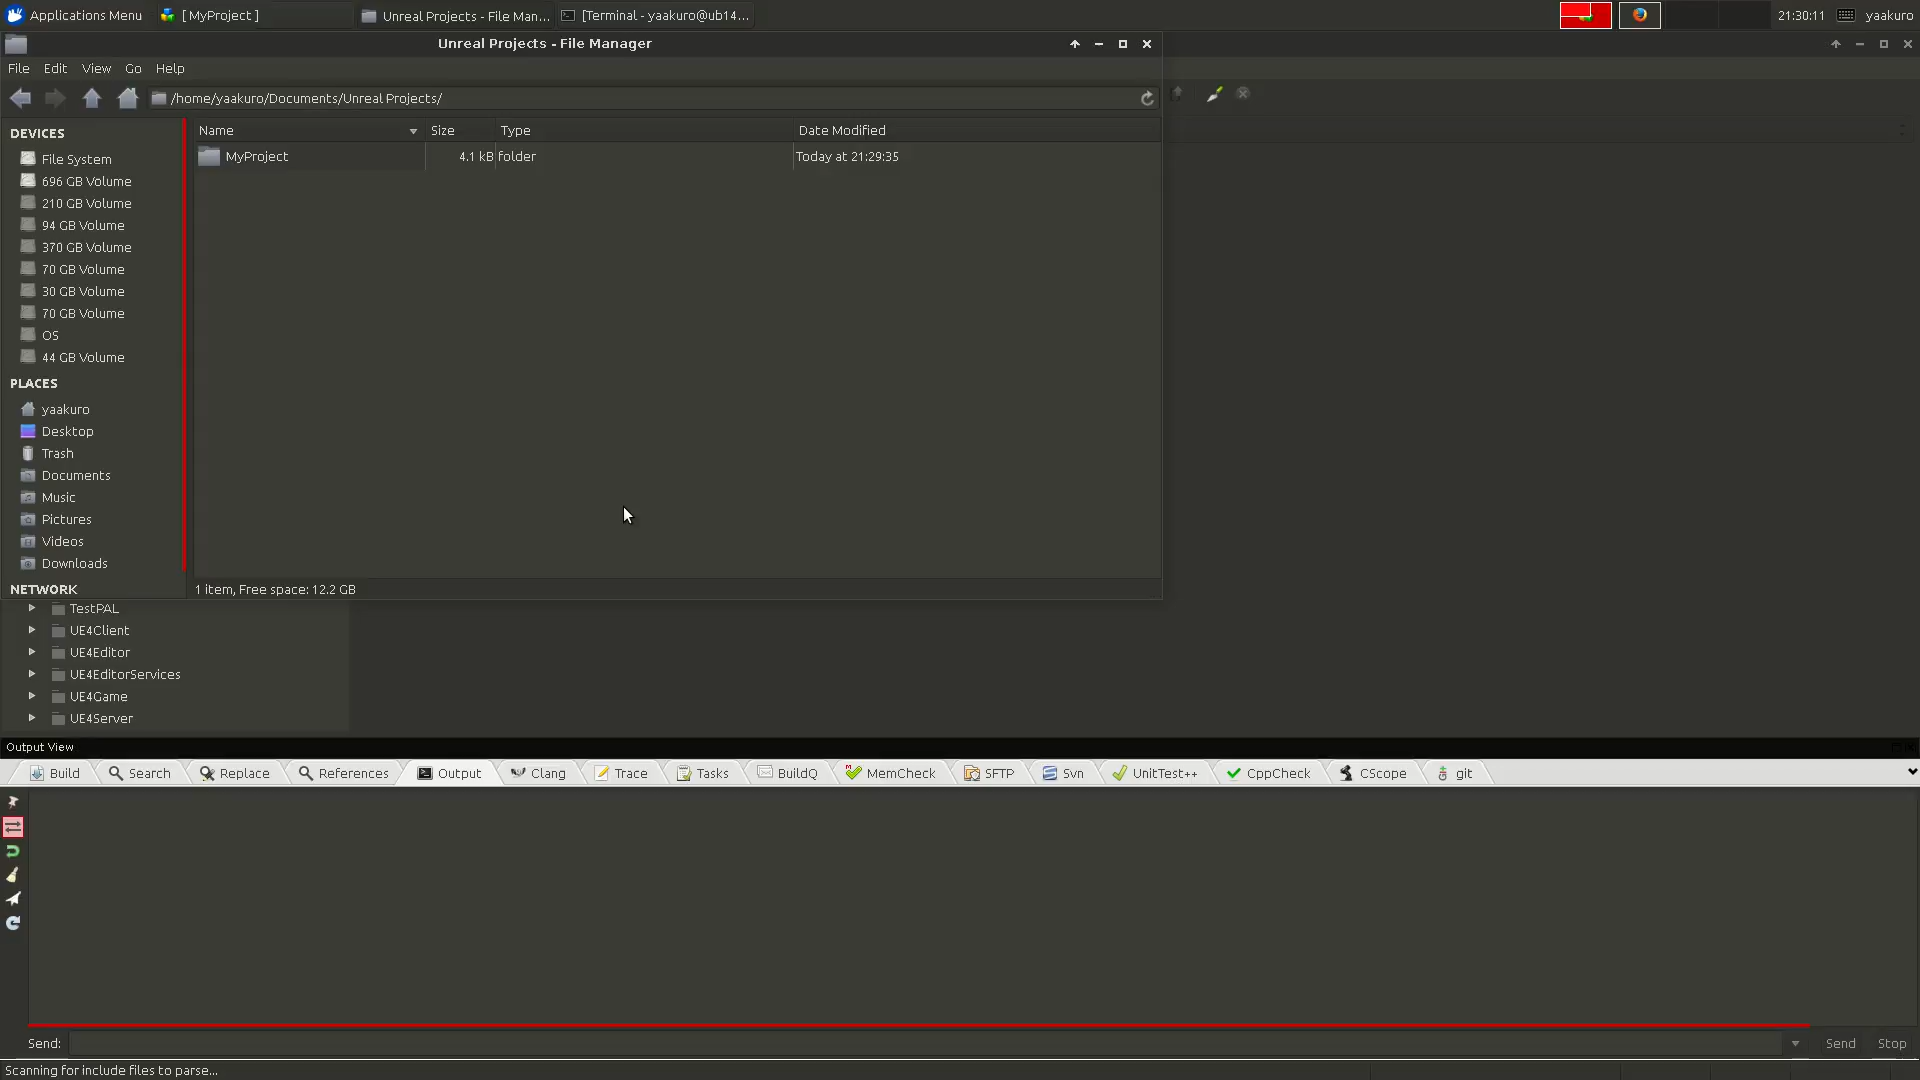 Applications Menu
[ MyProject ]
Unreal Projects - File Man...
[Terminal - yaakuro@ub14...
21:30:11
yaakuro
Unreal Projects - File Manager
File Edit View Go Help
/home/yaakuro/Documents/Unreal Projects/
DEVICES
File System
696 GB Volume
210 GB Volume
94 GB Volume
370 GB Volume
70 GB Volume
30 GB Volume
70 GB Volume
OS
44 GB Volume
PLACES
yaakuro
Desktop
Trash
Documents
Music
Pictures
Videos
Downloads
NETWORK
Name Size Type Date Modified
MyProject 4.1 kB folder Today at 21:29:35
1 item, Free space: 12.2 GB
TestPAL
UE4Client
UE4Editor
UE4EditorServices
UE4Game
UE4Server
Output View
Build Search Replace References Output Clang Trace Tasks BuildQ MemCheck SFTP Svn UnitTest++ CppCheck CScope git
Send: Send Stop
Scanning for include files to parse...